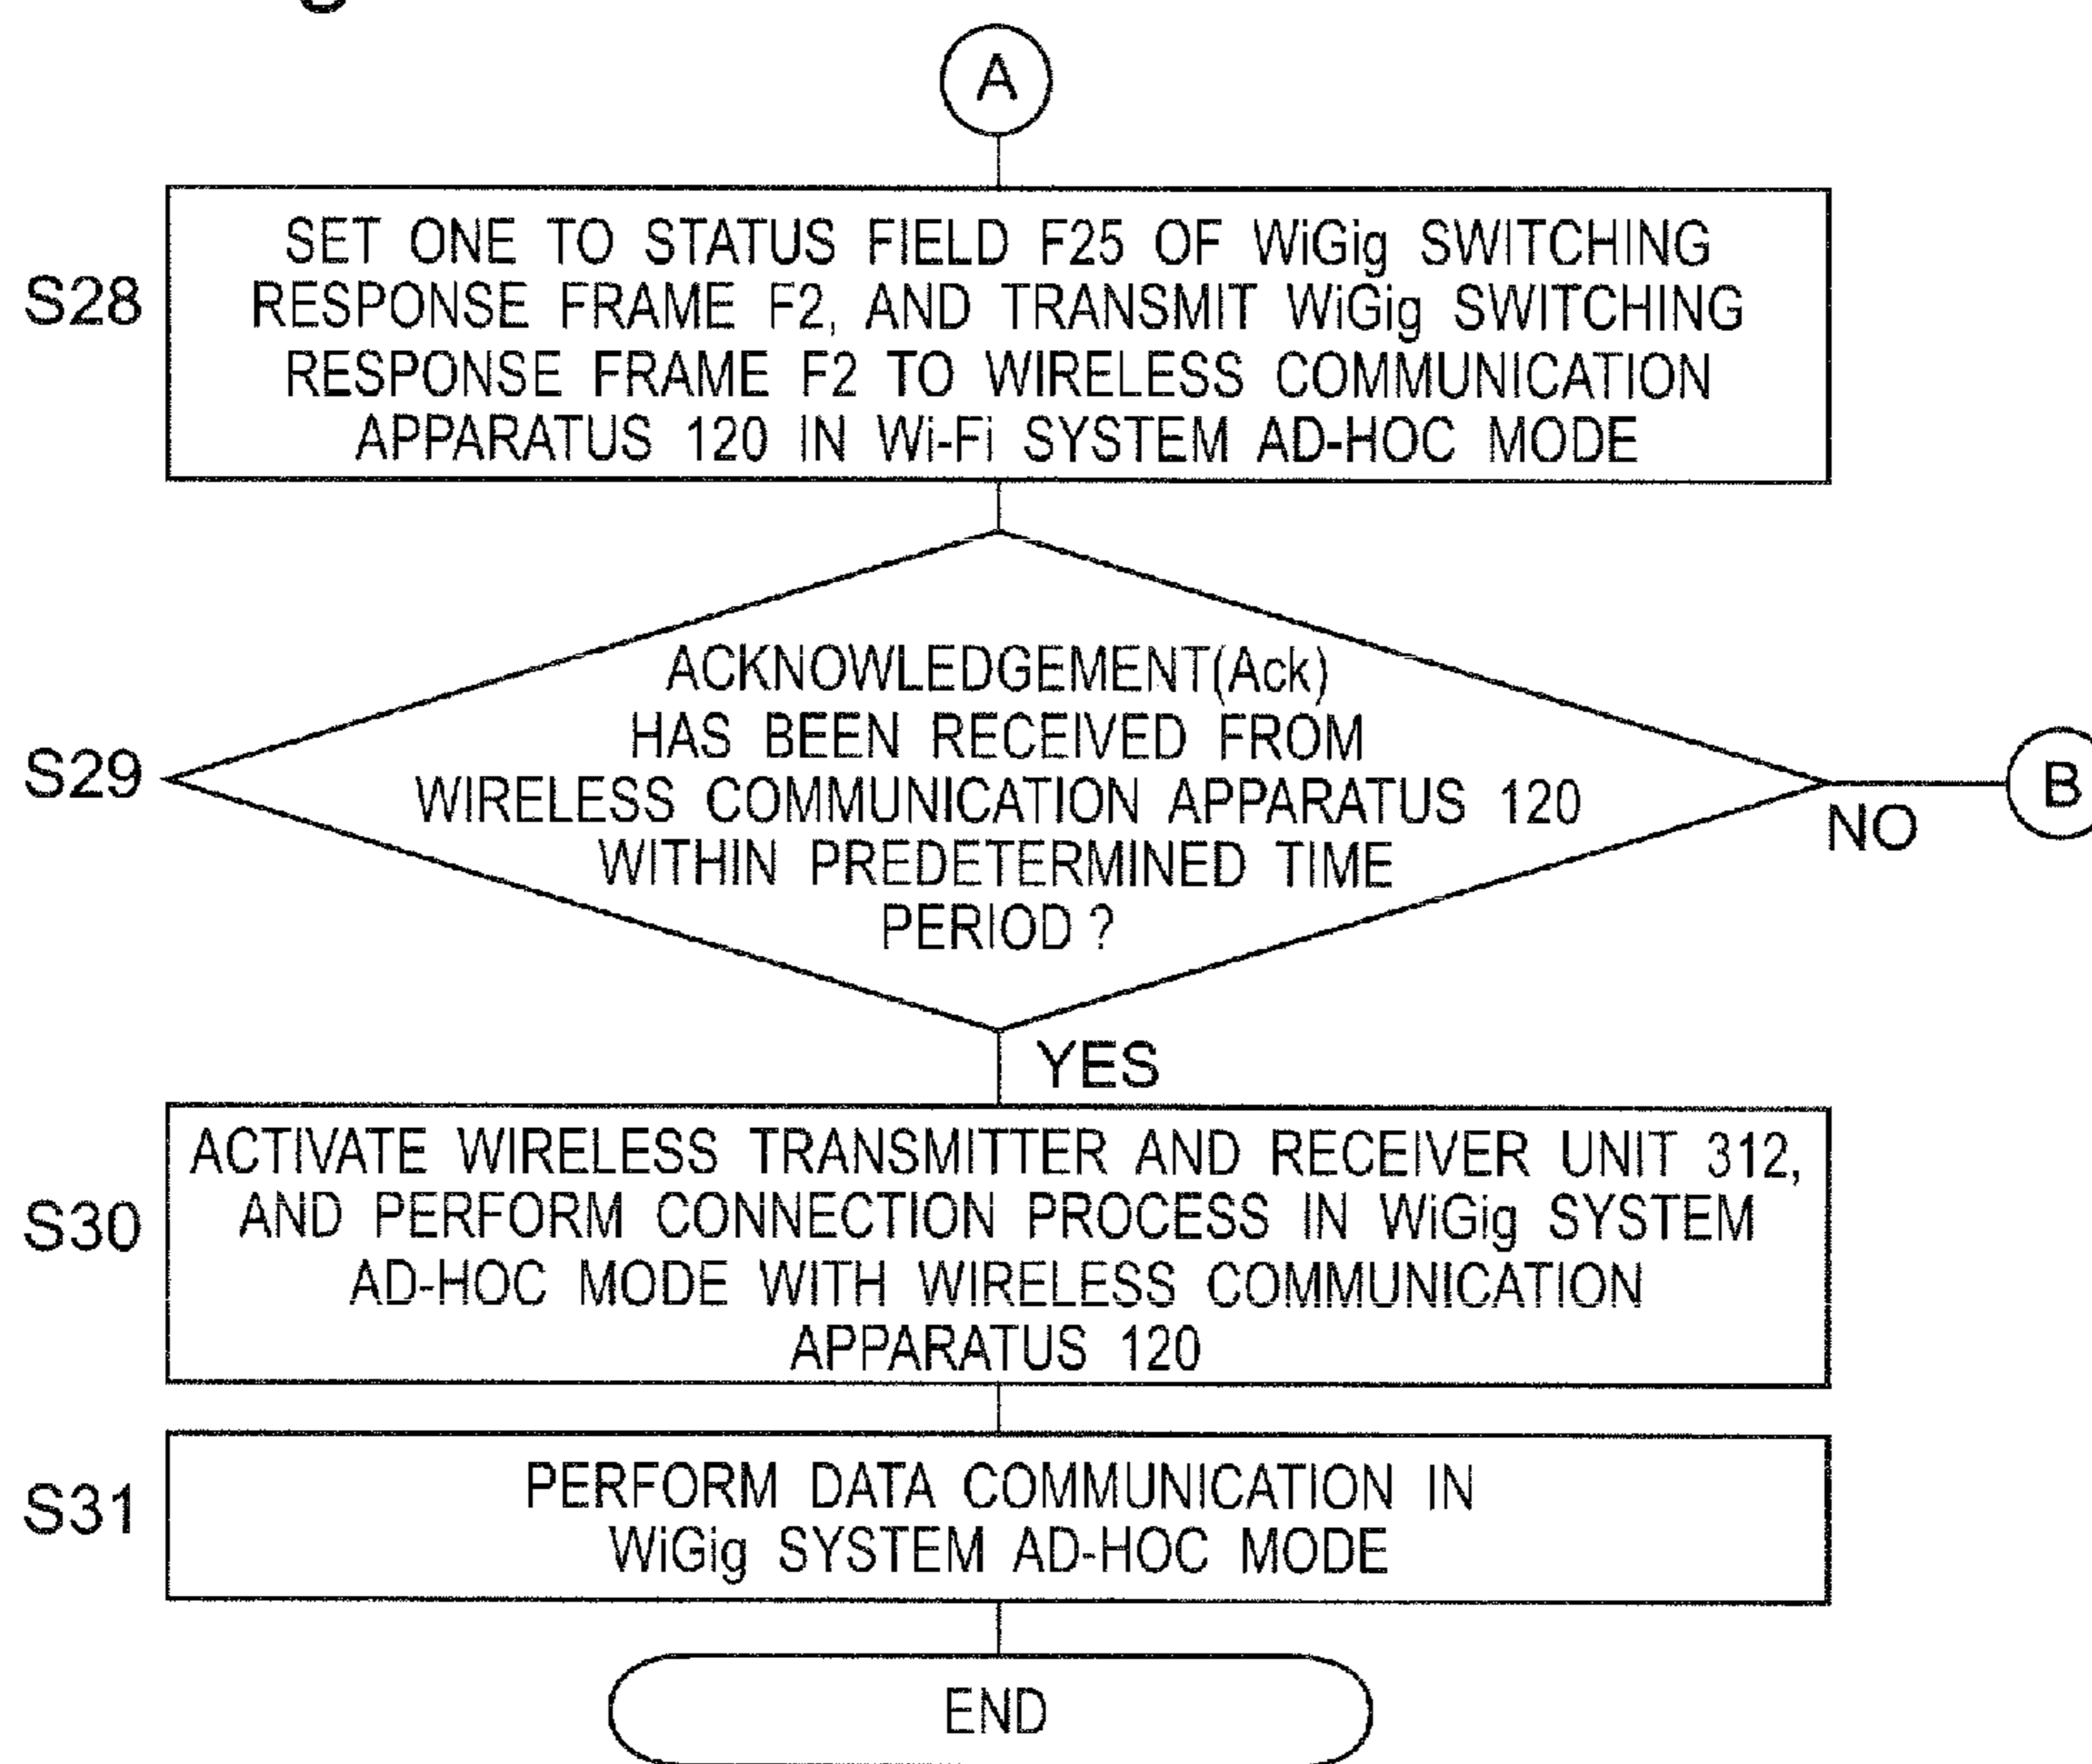 A
S28
SET ONE TO STATUS FIELD F25 OF WiGig SWITCHING
RESPONSE FRAME F2, AND TRANSMIT WiGig SWITCHING
RESPONSE FRAME F2 TO WIRELESS COMMUNICATION
APPARATUS 120 IN Wi-Fi SYSTEM AD-HOC MODE
S29
ACKNOWLEDGEMENT(Ack)
HAS BEEN RECEIVED FROM
WIRELESS COMMUNICATION APPARATUS 120
WITHIN PREDETERMINED TIME
PERIOD ?
NO
B
YES
S30
ACTIVATE WIRELESS TRANSMITTER AND RECEIVER UNIT 312,
AND PERFORM CONNECTION PROCESS IN WiGig SYSTEM
AD-HOC MODE WITH WIRELESS COMMUNICATION
APPARATUS 120
S31
PERFORM DATA COMMUNICATION IN
WiGig SYSTEM AD-HOC MODE
END